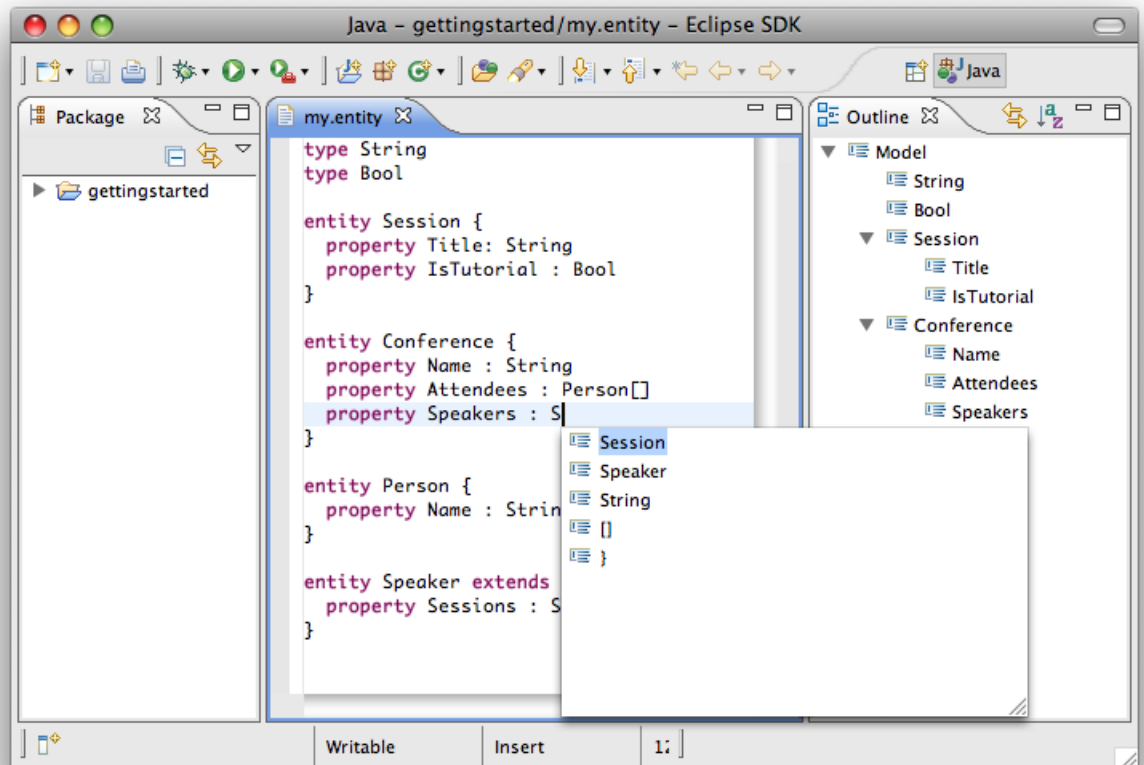 Java – gettingstarted/my.entity – Eclipse SDK
Java
Package
gettingstarted
my.entity
type String
type Bool
entity Session {
property Title: String
property IsTutorial : Bool
}
entity Conference {
property Name : String
property Attendees : Person[]
property Speakers : S
}
entity Person {
property Name : Strin
}
entity Speaker extends
property Sessions : S
}
Session
Speaker
String
[]
}
Outline
Model
String
Bool
Session
Title
IsTutorial
Conference
Name
Attendees
Speakers
Writable
Insert